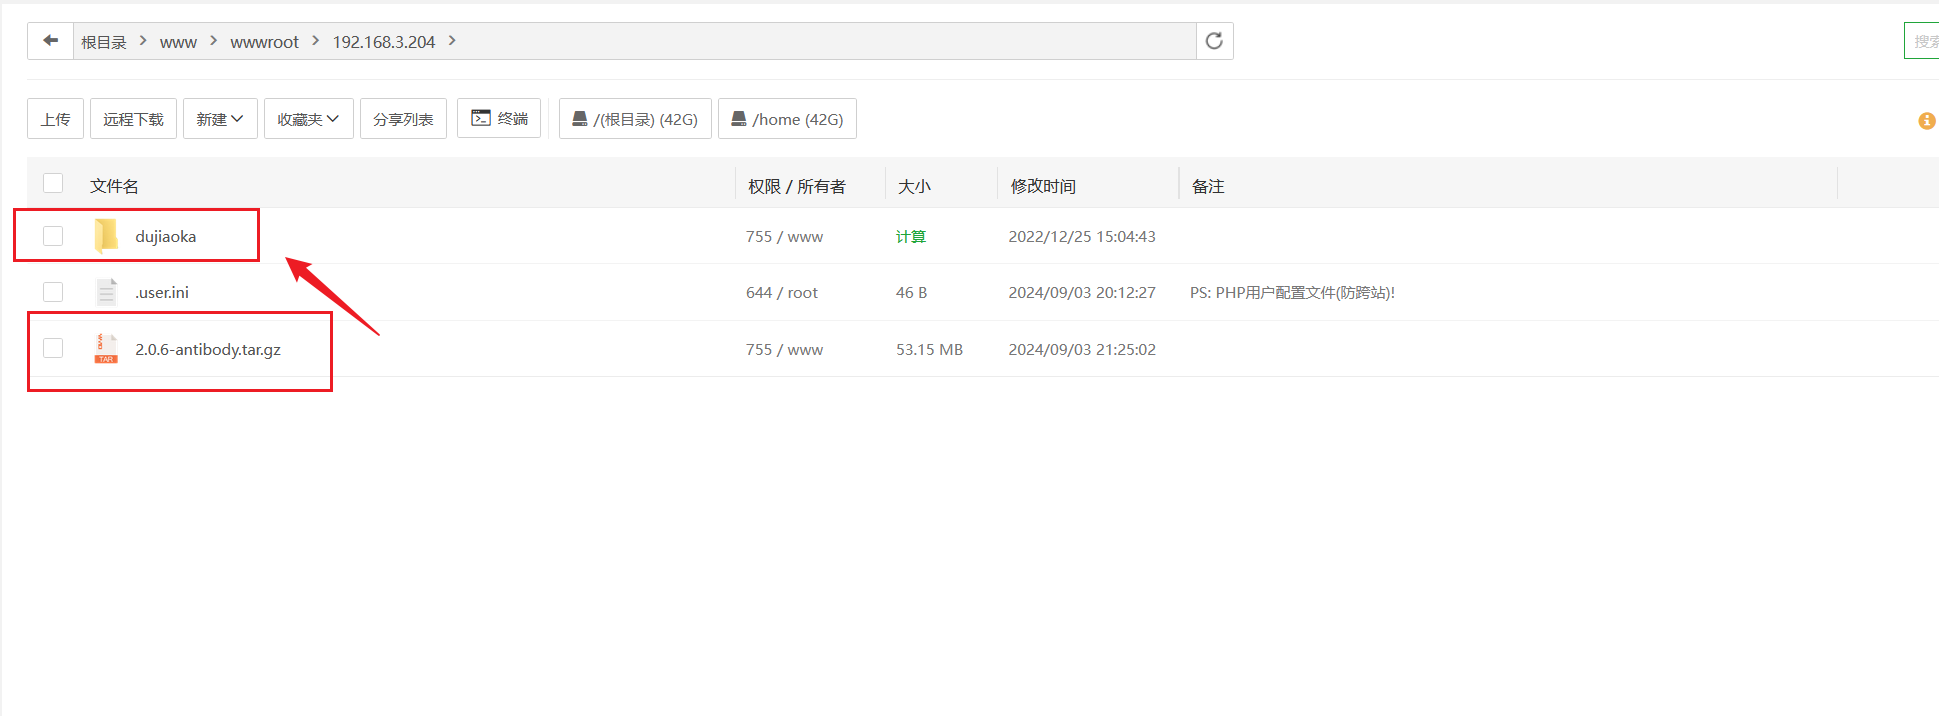 根目录 > www > wwwroot > 192.168.3.204 >
搜索
上传 远程下载 新建 收藏夹 分享列表 终端 /(根目录) (42G) /home (42G)
文件名 权限 / 所有者 大小 修改时间 备注
dujiaoka 755 / www 计算 2022/12/25 15:04:43
.user.ini 644 / root 46 B 2024/09/03 20:12:27 PS: PHP用户配置文件(防跨站)!
2.0.6-antibody.tar.gz 755 / www 53.15 MB 2024/09/03 21:25:02
TAR